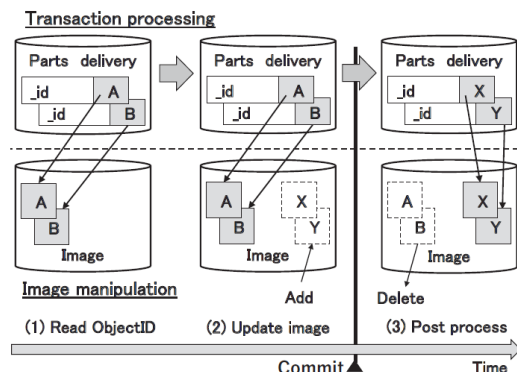 Transaction processing
Parts delivery
_id A
_id B
Parts delivery
_id A
_id B
Parts delivery
_id X
_id Y
A
B
Image
A
B
X
Y
Image
A
B
X
Y
Image
Image manipulation
Add
Delete
(1) Read ObjectID
(2) Update image
(3) Post process
Commit
Time